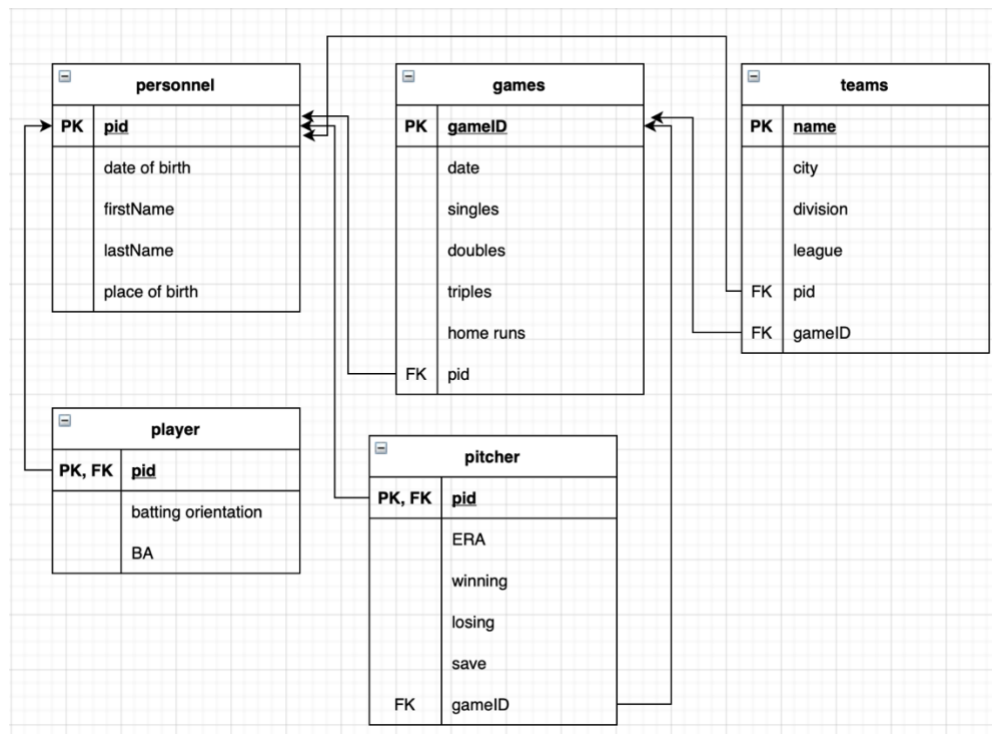 personnel
PK pid
date of birth
firstName
lastName
place of birth
games
PK gameID
date
singles
doubles
triples
home runs
FK pid
teams
PK name
city
division
league
FK pid
FK gameID
player
PK, FK pid
batting orientation
BA
pitcher
PK, FK pid
ERA
winning
losing
save
FK gameID